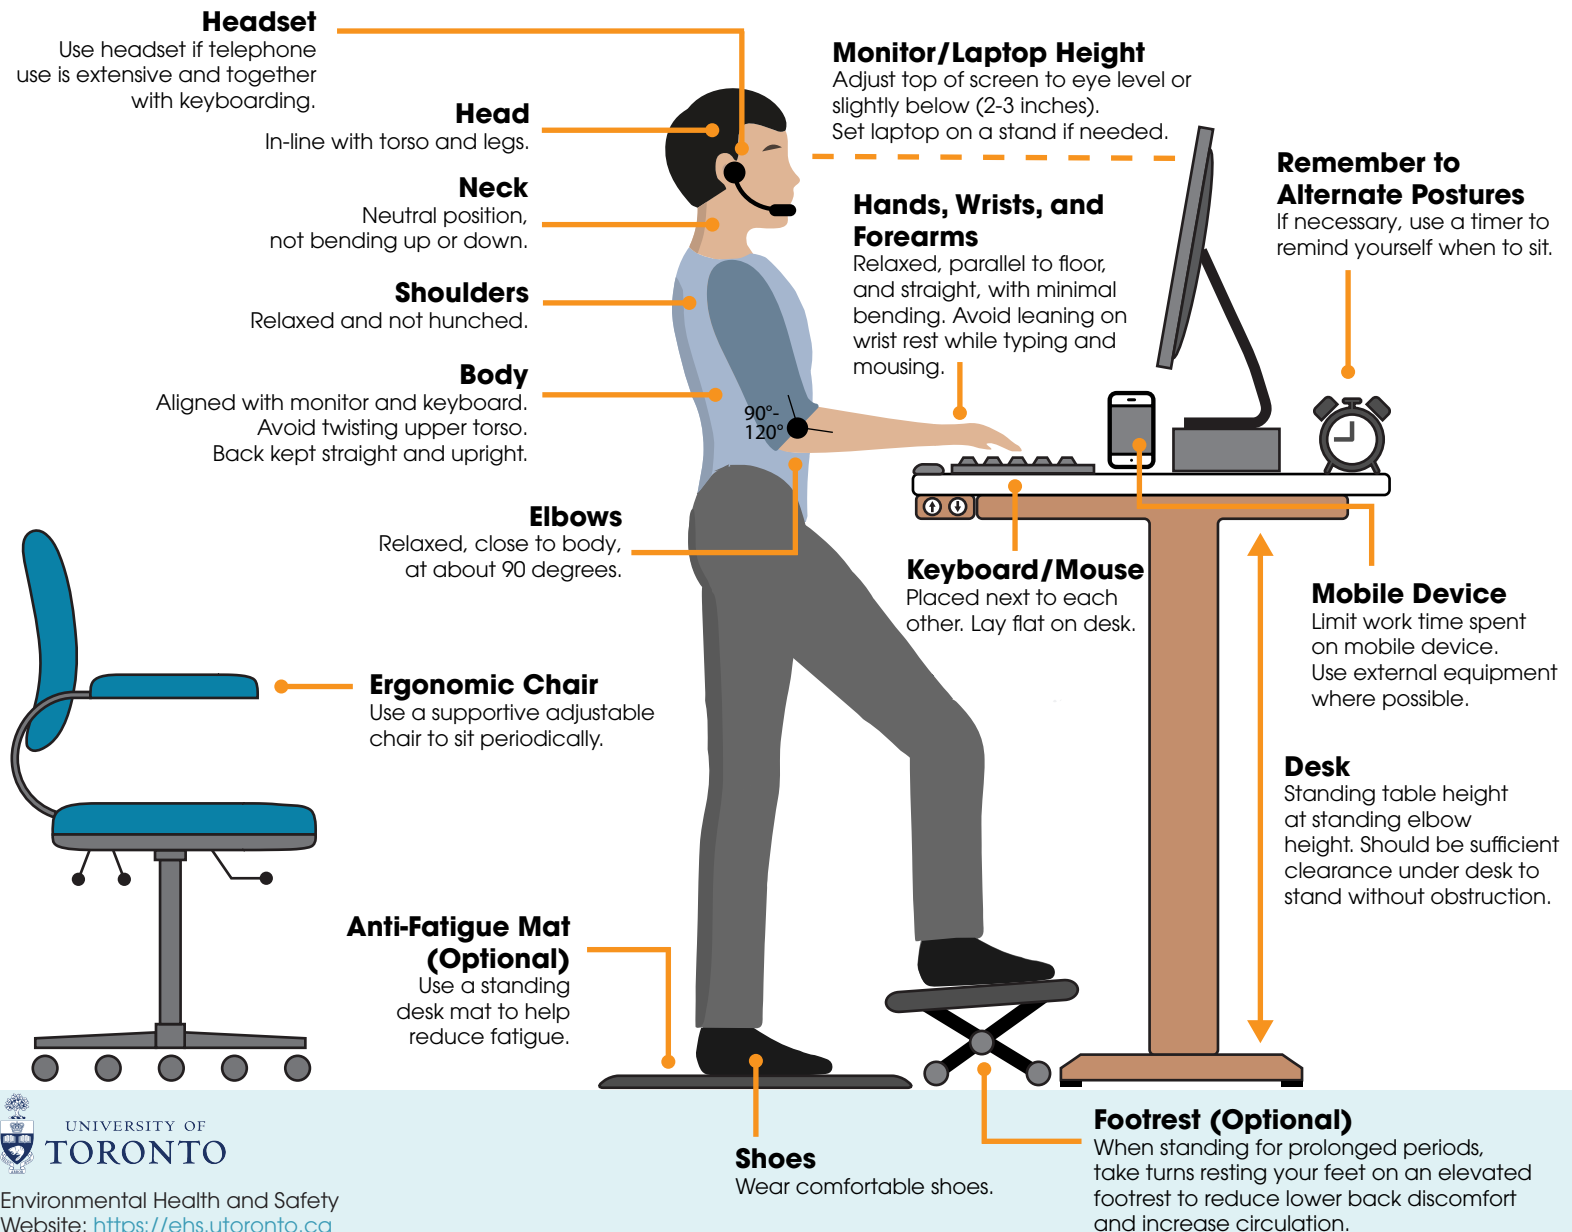 Headset
Use headset if telephone
use is extensive and together
with keyboarding.
Head
In-line with torso and legs.
Neck
Neutral position,
not bending up or down.
Shoulders
Relaxed and not hunched.
Body
Aligned with monitor and keyboard.
Avoid twisting upper torso.
Back kept straight and upright.
Elbows
Relaxed, close to body,
at about 90 degrees.
90°-
120°
Monitor/Laptop Height
Adjust top of screen to eye level or
slightly below (2-3 inches).
Set laptop on a stand if needed.
Hands, Wrists, and
Forearms
Relaxed, parallel to floor,
and straight, with minimal
bending. Avoid leaning on
wrist rest while typing and
mousing.
Remember to
Alternate Postures
If necessary, use a timer to
remind yourself when to sit.
Keyboard/Mouse
Placed next to each
other. Lay flat on desk.
Mobile Device
Limit work time spent
on mobile device.
Use external equipment
where possible.
Desk
Standing table height
at standing elbow
height. Should be sufficient
clearance under desk to
stand without obstruction.
Ergonomic Chair
Use a supportive adjustable
chair to sit periodically.
Anti-Fatigue Mat
(Optional)
Use a standing
desk mat to help
reduce fatigue.
Shoes
Wear comfortable shoes.
Footrest (Optional)
When standing for prolonged periods,
take turns resting your feet on an elevated
footrest to reduce lower back discomfort
and increase circulation.
UNIVERSITY OF
TORONTO
Environmental Health and Safety
Website: https://ehs.utoronto.ca